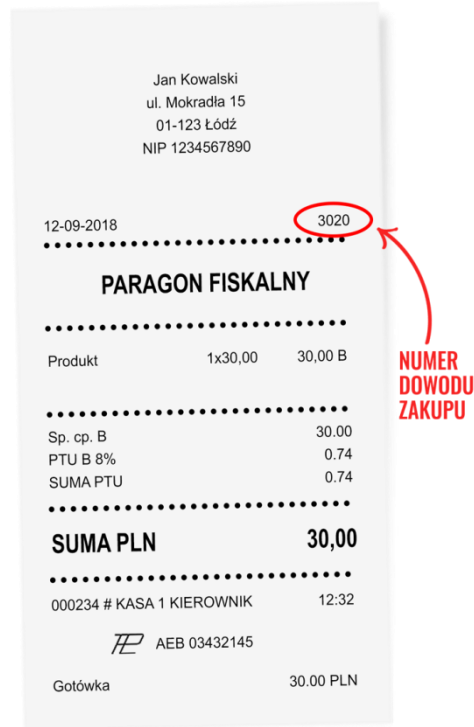 Jan Kowalski
ul. Mokradła 15
01-123 Łódź
NIP 1234567890
12-09-2018 3020
PARAGON FISKALNY
Produkt 1x30,00 30,00 B
NUMER
DOWODU
ZAKUPU
Sp. cp. B 30.00
PTU B 8% 0.74
SUMA PTU 0.74
SUMA PLN 30,00
000234 # KASA 1 KIEROWNIK 12:32
AEB 03432145
Gotówka 30.00 PLN